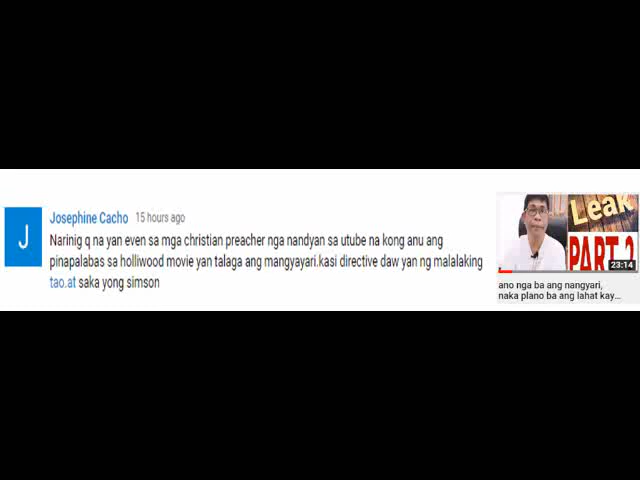 J
Josephine Cacho 15 hours ago
Narinig q na yan even sa mga christian preacher nga nandyan sa utube na kong anu ang
pinapalabas sa holliwood movie yan talaga ang mangyayari.kasi directive daw yan ng malalaking
tao.at saka yong simson
Leak
PART 2
23:14
ano nga ba ang nangyari,
naka plano ba ang lahat kay...